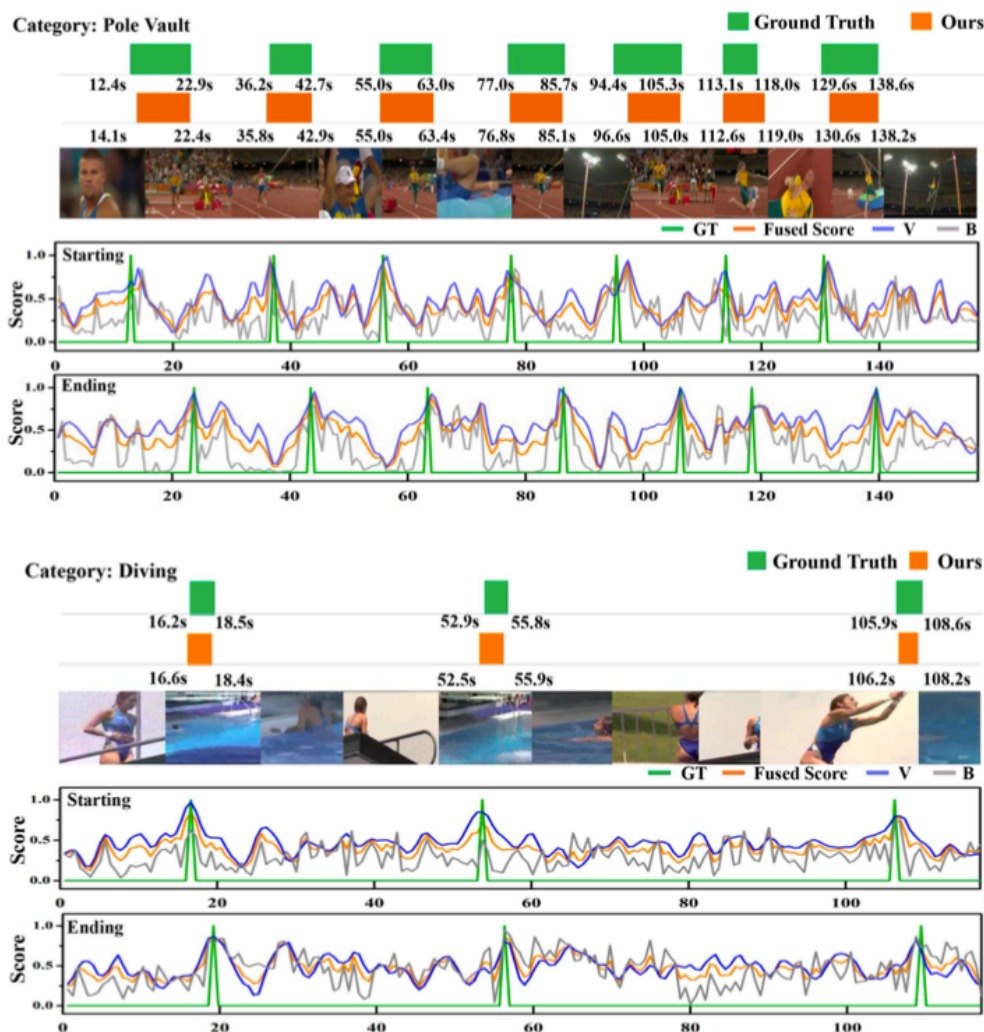 Category: Pole Vault
Ground Truth Ours
12.4s 22.9s 36.2s 42.7s 55.0s 63.0s 77.0s 85.7s 94.4s 105.3s 113.1s 118.0s 129.6s 138.6s
14.1s 22.4s 35.8s 42.9s 55.0s 63.4s 76.8s 85.1s 96.6s 105.0s 112.6s 119.0s 130.6s 138.2s
GT Fused Score V B
Starting
Score
1.0
0.5
0.0
0 20 40 60 80 100 120 140
Ending
Score
1.0
0.5
0.0
0 20 40 60 80 100 120 140
Category: Diving
Ground Truth Ours
16.2s 18.5s 52.9s 55.8s 105.9s 108.6s
16.6s 18.4s 52.5s 55.9s 106.2s 108.2s
GT Fused Score V B
Starting
Score
1.0
0.5
0.0
0 20 40 60 80 100
Ending
Score
1.0
0.5
0.0
0 20 40 60 80 100